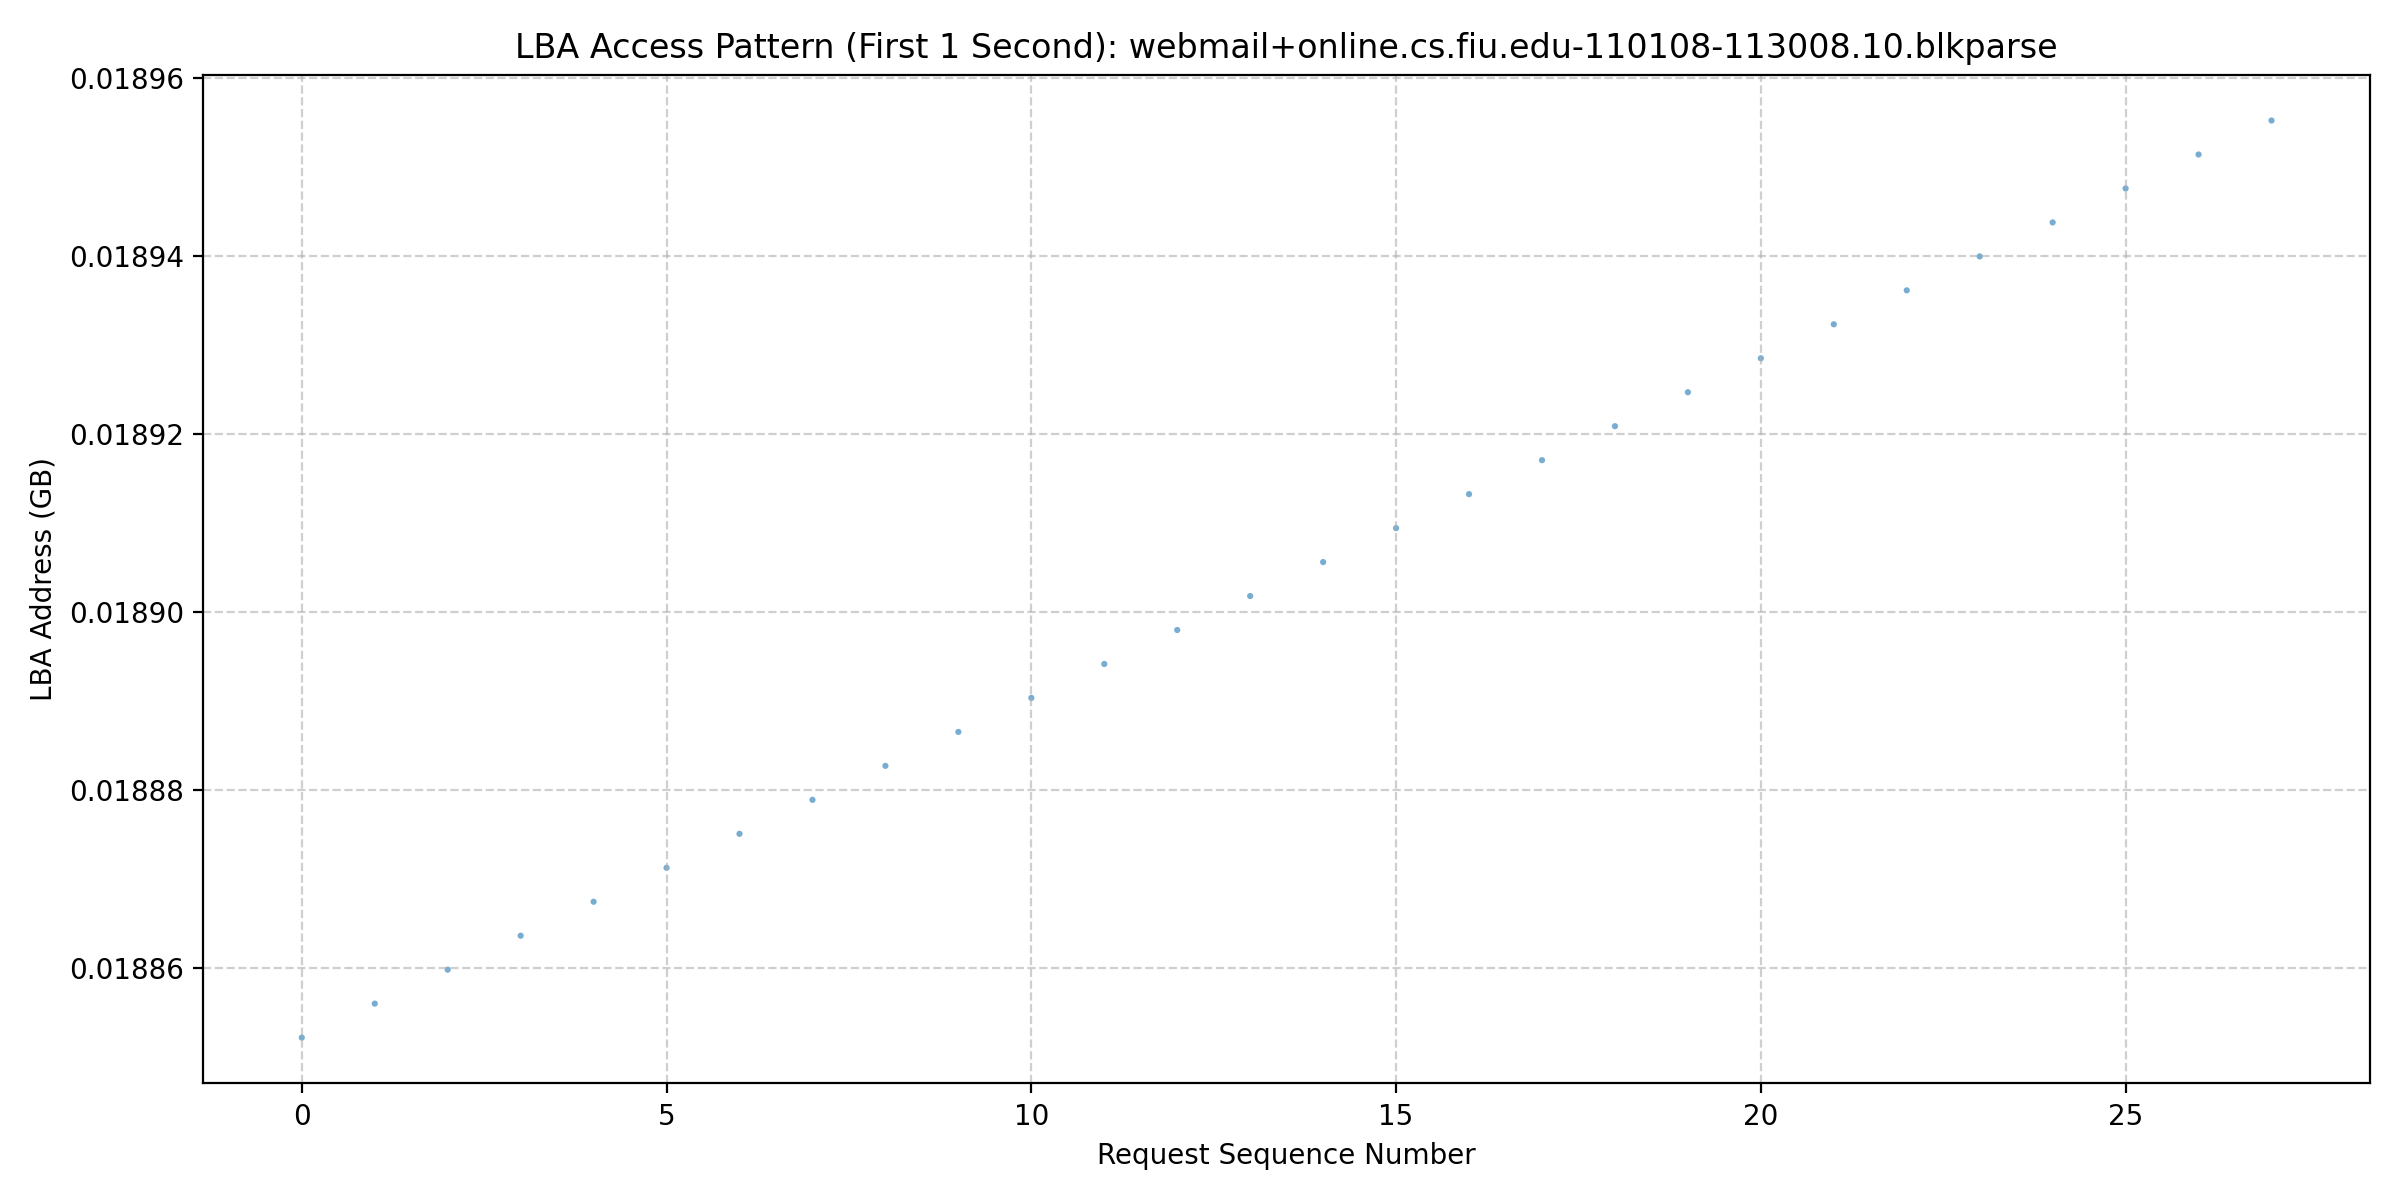 LBA Access Pattern (First 1 Second): webmail+online.cs.fiu.edu-110108-113008.10.blkparse
0.01896
0.01894
0.01892
0.01890
0.01888
0.01886
LBA Address (GB)
0 5 10 15 20 25
Request Sequence Number